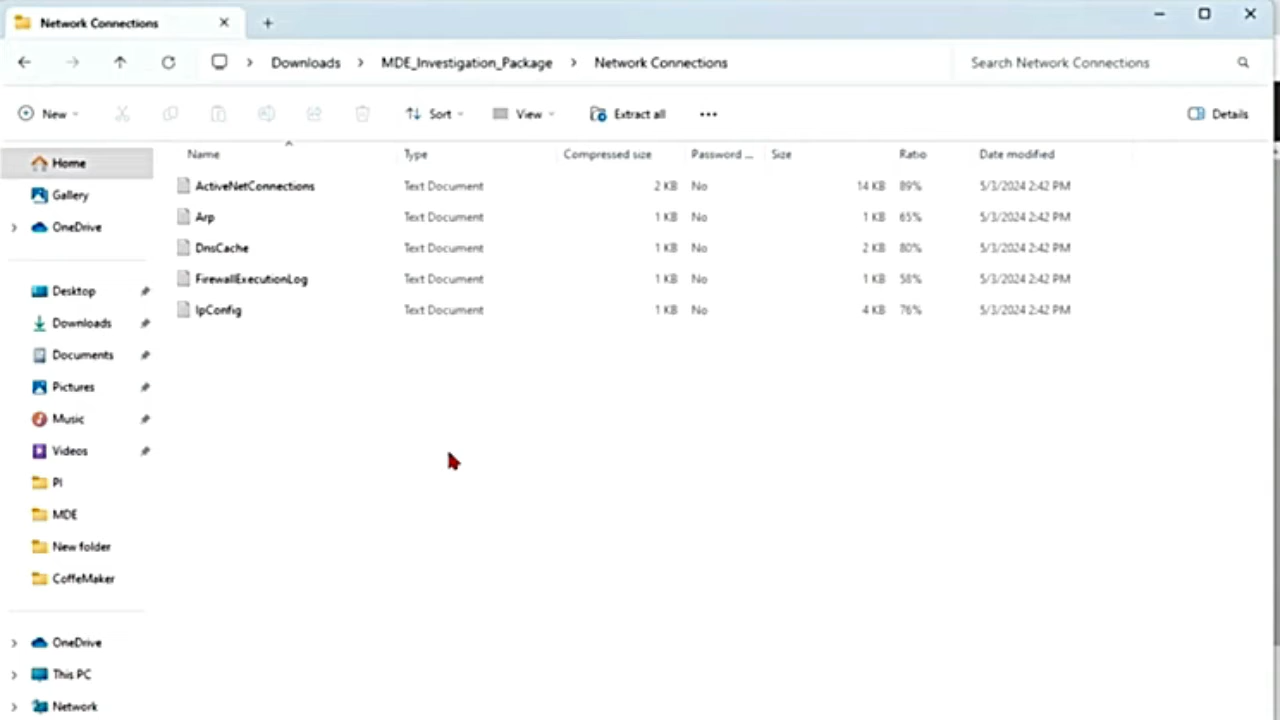 Network Connections
Downloads > MDE_Investigation_Package > Network Connections
Search Network Connections
New
Sort
View
Extract all
Details
Name Type Compressed size Password ... Size Ratio Date modified
ActiveNetConnections Text Document 2 KB No 14 KB 89% 5/3/2024 2:42 PM
Arp Text Document 1 KB No 1 KB 65% 5/3/2024 2:42 PM
DnsCache Text Document 1 KB No 2 KB 80% 5/3/2024 2:42 PM
FirewallExecutionLog Text Document 1 KB No 1 KB 58% 5/3/2024 2:42 PM
IpConfig Text Document 1 KB No 4 KB 76% 5/3/2024 2:42 PM
Home
Gallery
OneDrive
Desktop
Downloads
Documents
Pictures
Music
Videos
PI
MDE
New folder
CoffeMaker
OneDrive
This PC
Network